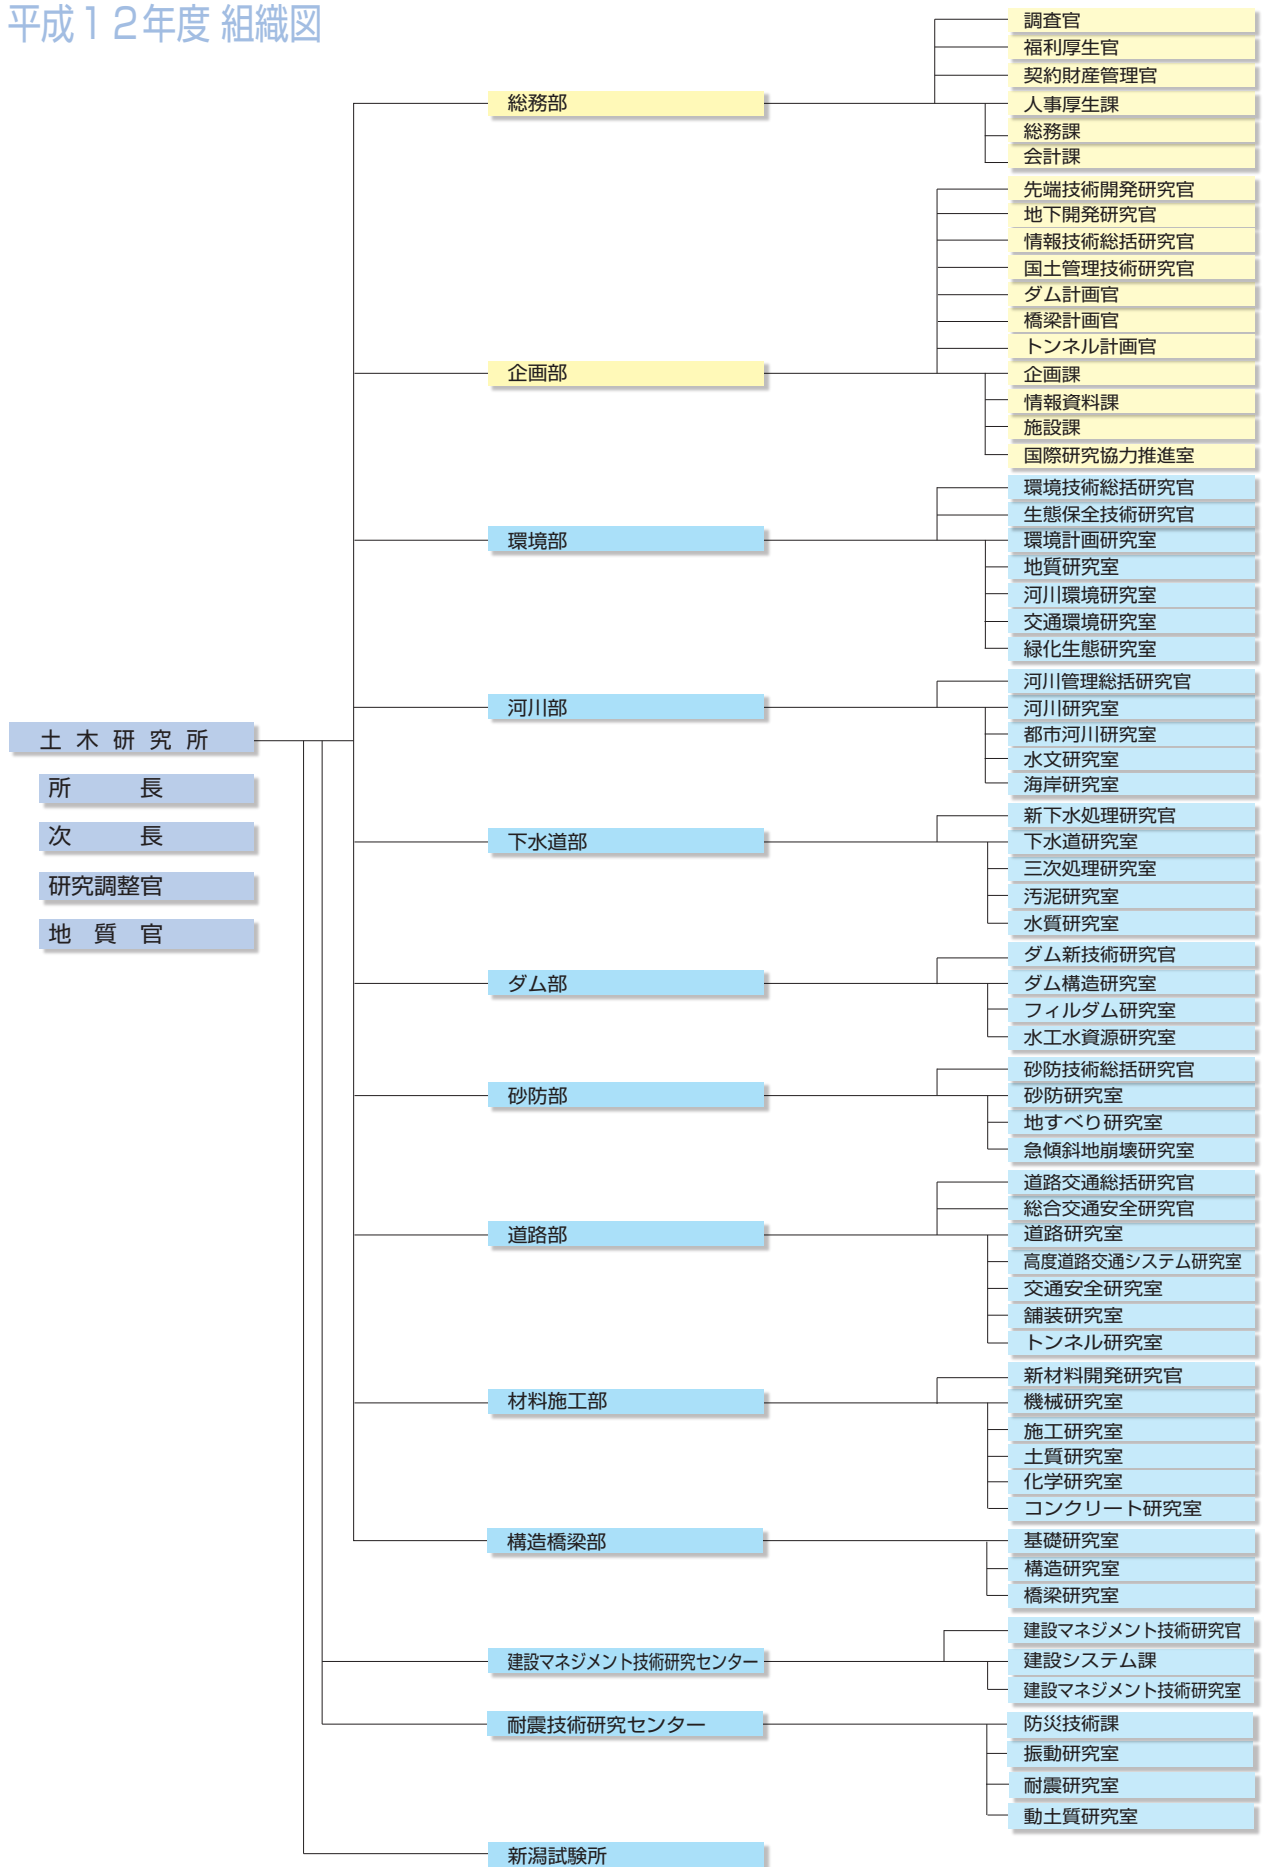 平成12年度 組織図
土木研究所
所長
次長
研究調整官
地質官
総務部
調査官
福利厚生官
契約財産管理官
人事厚生課
総務課
会計課
企画部
先端技術開発研究官
地下開発研究官
情報技術総括研究官
国土管理技術研究官
ダム計画官
橋梁計画官
トンネル計画官
企画課
情報資料課
施設課
国際研究協力推進室
環境部
環境技術総括研究官
生態保全技術研究官
環境計画研究室
地質研究室
河川環境研究室
交通環境研究室
緑化生態研究室
河川部
河川管理総括研究官
河川研究室
都市河川研究室
水文研究室
海岸研究室
下水道部
新下水処理研究官
下水道研究室
三次処理研究室
汚泥研究室
水質研究室
ダム部
ダム新技術研究官
ダム構造研究室
フィルダム研究室
水工水資源研究室
砂防部
砂防技術総括研究官
砂防研究室
地すべり研究室
急傾斜地崩壊研究室
道路部
道路交通総括研究官
総合交通安全研究官
道路研究室
高度道路交通システム研究室
交通安全研究室
舗装研究室
トンネル研究室
材料施工部
新材料開発研究官
機械研究室
施工研究室
土質研究室
化学研究室
コンクリート研究室
構造橋梁部
基礎研究室
構造研究室
橋梁研究室
建設マネジメント技術研究センター
建設マネジメント技術研究官
建設システム課
建設マネジメント技術研究室
耐震技術研究センター
防災技術課
振動研究室
耐震研究室
動土質研究室
新潟試験所